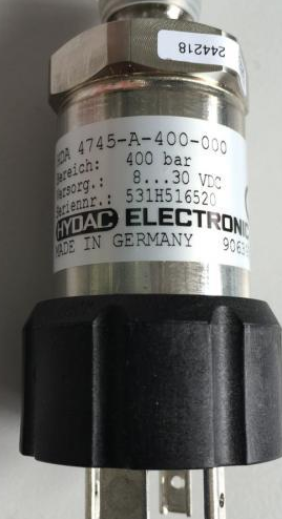 244218
HDA 4745-A-400-000
Bereich: 400 bar
Versorg.: 8...30 VDC
Seriennr.: 531H516520
HYDAC ELECTRONIC
MADE IN GERMANY